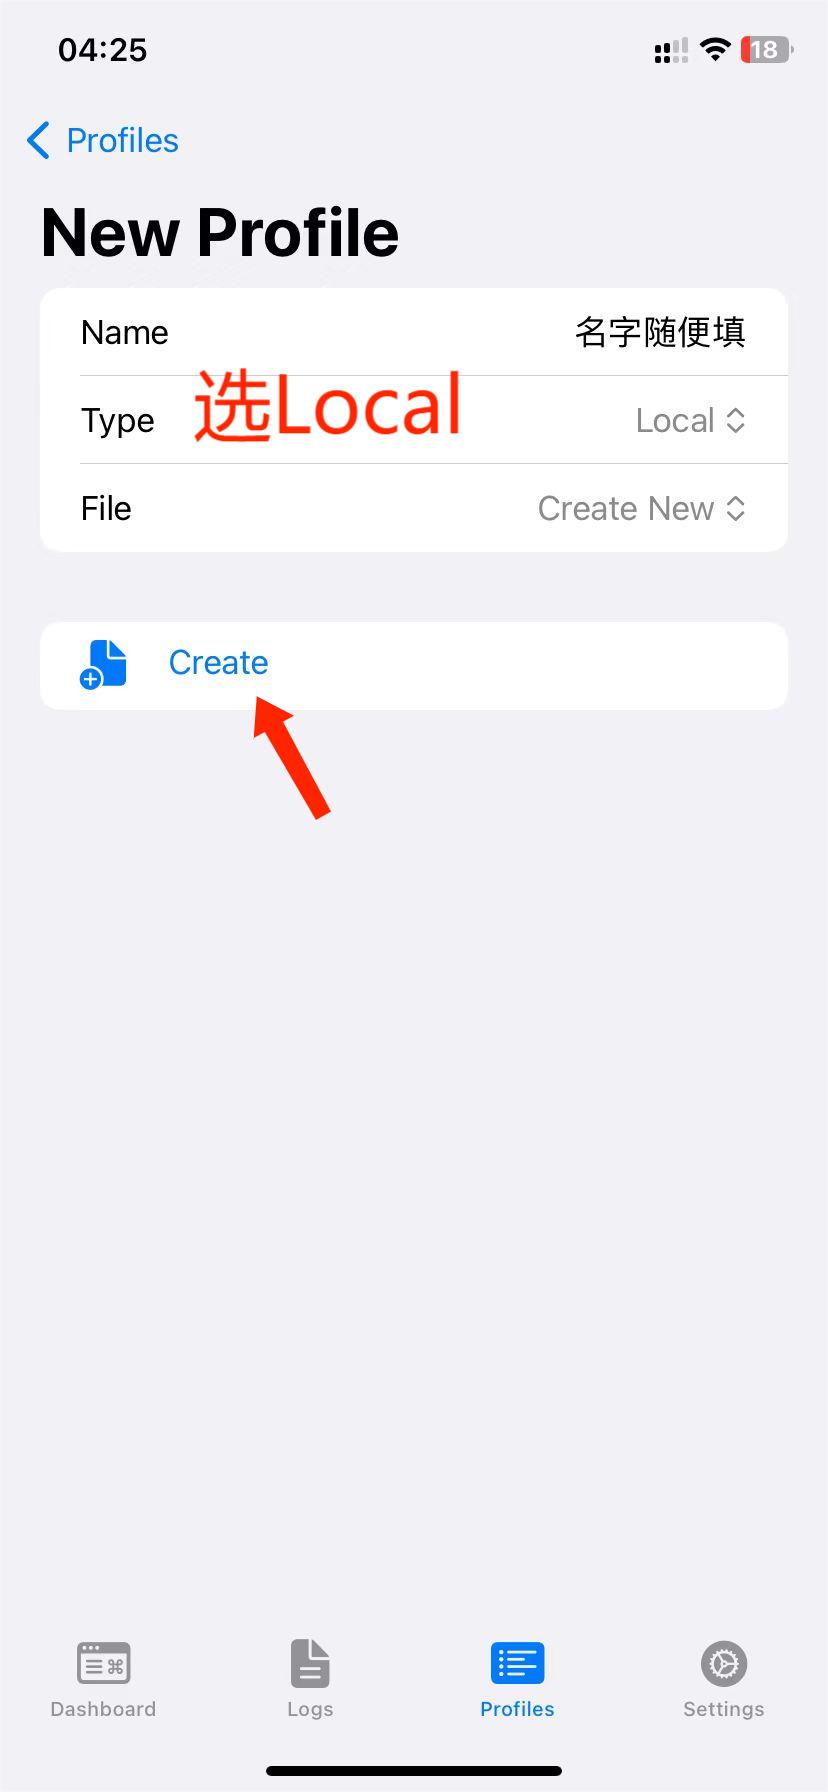 04:25
18
Profiles
New Profile
Name 名字随便填
Type 选Local Local
File Create New
Create
Dashboard Logs Profiles Settings